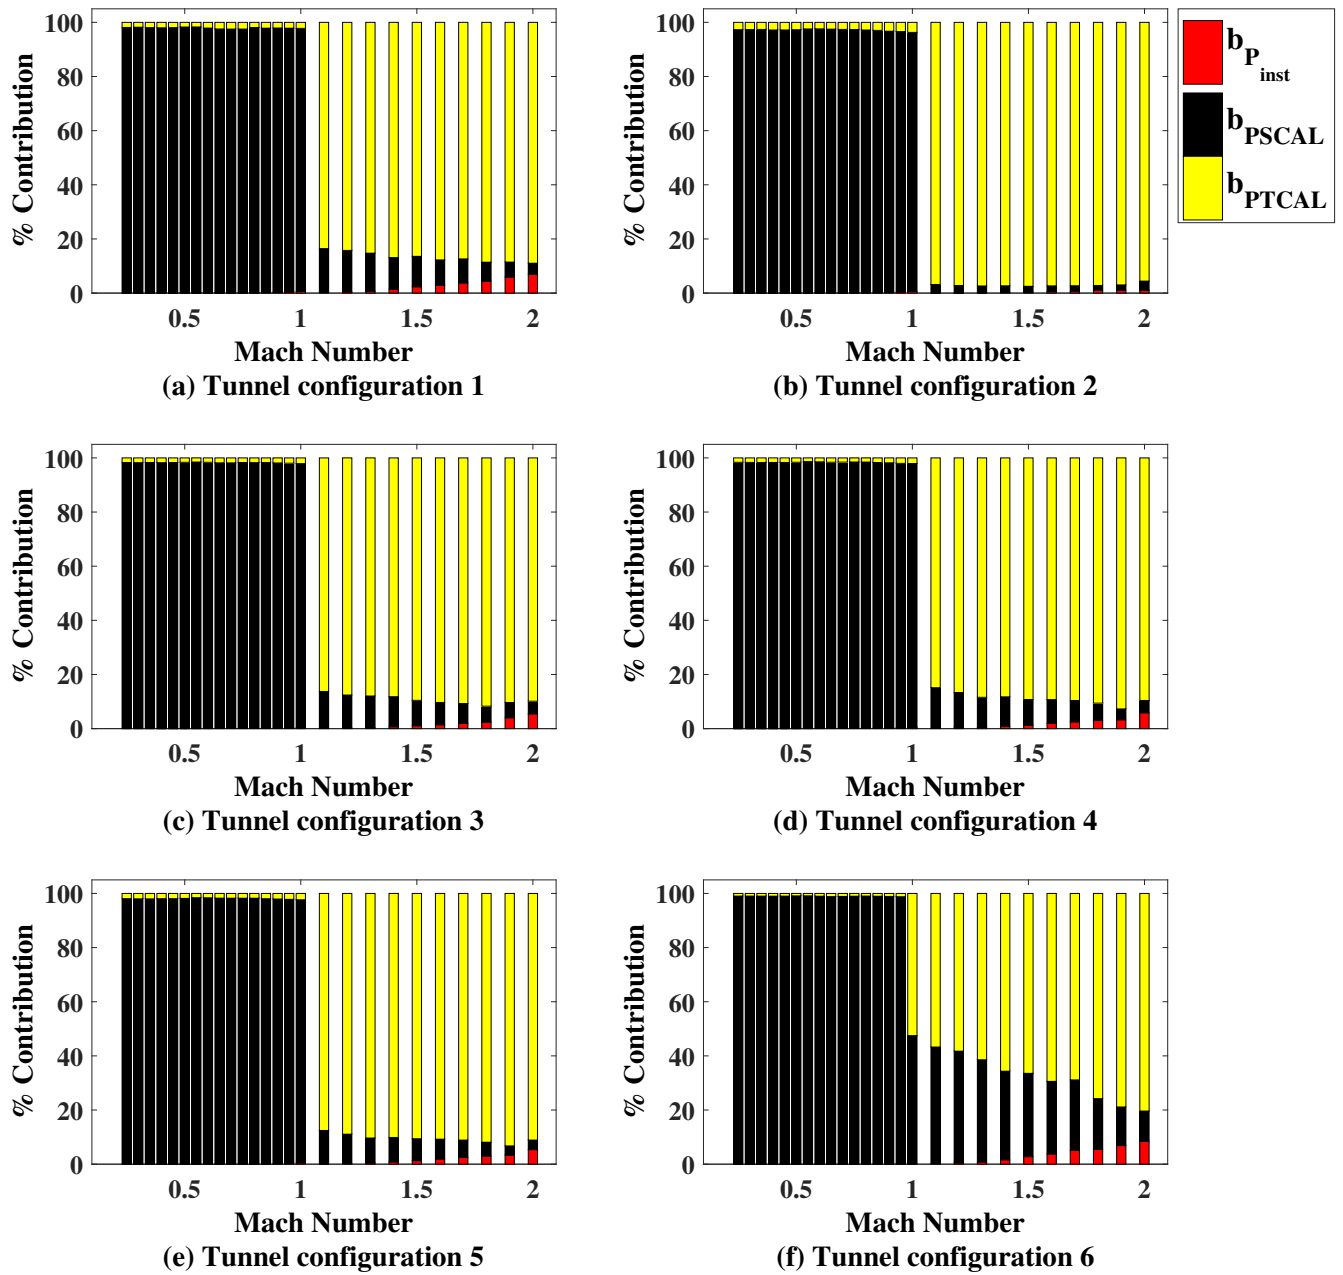 100
80
60
40
20
0
% Contribution
0.5
1
1.5
2
Mach Number
(a) Tunnel configuration 1
100
80
60
40
20
0
% Contribution
0.5
1
1.5
2
Mach Number
(b) Tunnel configuration 2
b_P_inst
b_PSCAL
b_PTCAL
100
80
60
40
20
0
% Contribution
0.5
1
1.5
2
Mach Number
(c) Tunnel configuration 3
100
80
60
40
20
0
% Contribution
0.5
1
1.5
2
Mach Number
(d) Tunnel configuration 4
100
80
60
40
20
0
% Contribution
0.5
1
1.5
2
Mach Number
(e) Tunnel configuration 5
100
80
60
40
20
0
% Contribution
0.5
1
1.5
2
Mach Number
(f) Tunnel configuration 6